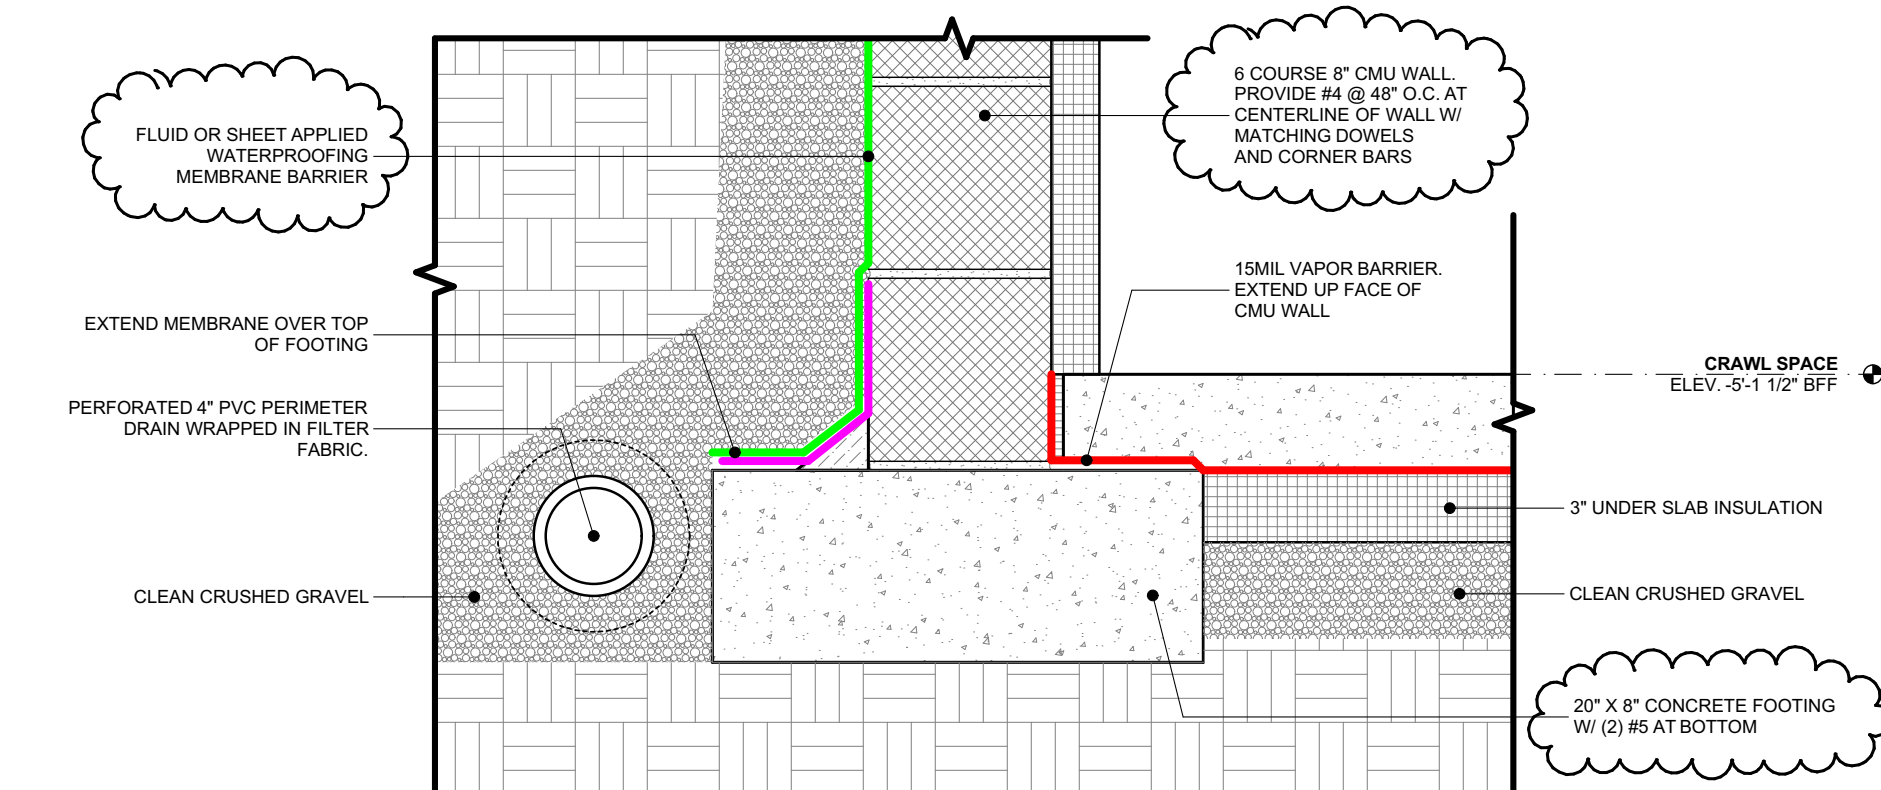 FLUID OR SHEET APPLIED
WATERPROOFING
MEMBRANE BARRIER
EXTEND MEMBRANE OVER TOP
OF FOOTING
PERFORATED 4" PVC PERIMETER
DRAIN WRAPPED IN FILTER
FABRIC.
CLEAN CRUSHED GRAVEL
6 COURSE 8" CMU WALL.
PROVIDE #4 @ 48" O.C. AT
CENTERLINE OF WALL W/
MATCHING DOWELS
AND CORNER BARS
15MIL VAPOR BARRIER.
EXTEND UP FACE OF
CMU WALL
CRAWL SPACE
ELEV. -5'-1 1/2" BFF
3" UNDER SLAB INSULATION
CLEAN CRUSHED GRAVEL
20" X 8" CONCRETE FOOTING
W/ (2) #5 AT BOTTOM